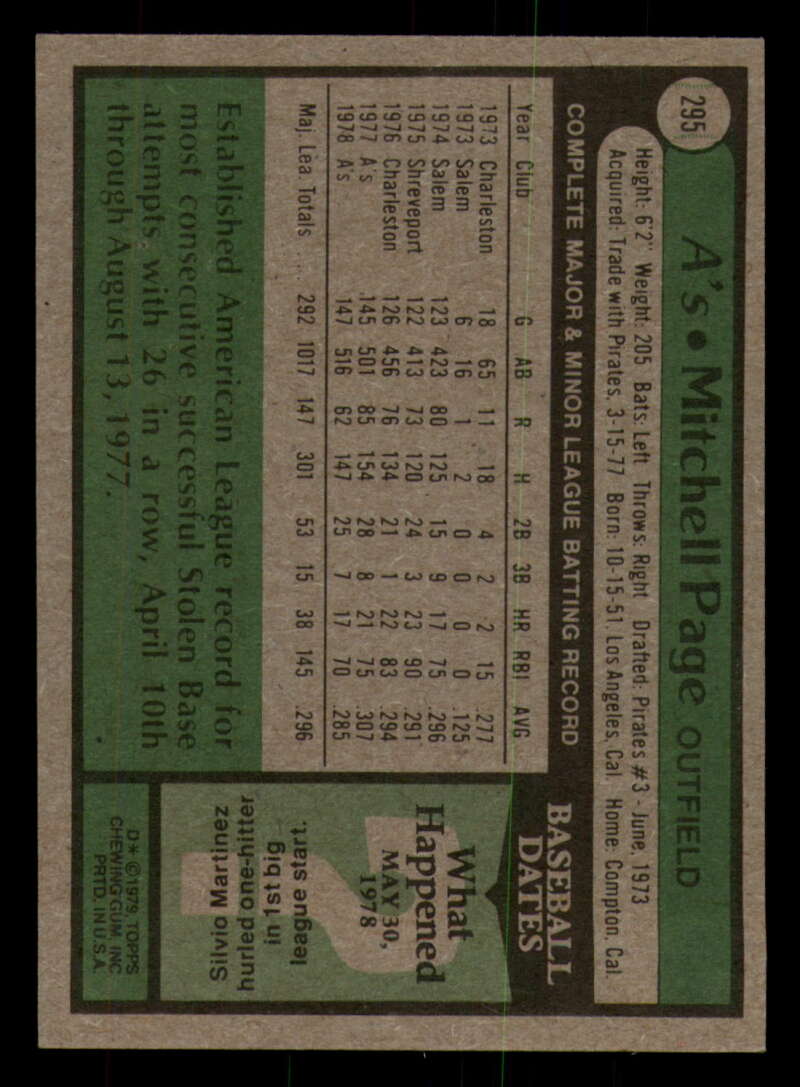 295
A's • Mitchell Page OUTFIELD
Height: 6'2" Weight: 205 Bats: Left Throws: Right Drafted: Pirates #3 - June, 1973
Acquired: Trade with Pirates, 3-15-77 Born: 10-15-51, Los Angeles, Cal. Home: Compton, Cal.
COMPLETE MAJOR & MINOR LEAGUE BATTING RECORD
Year Club G AB R H 2B 3B HR RBI AVG
1973 Charleston 18 65 11 18 4 2 2 15 .277
1973 Salem 6 16 1 2 0 0 0 0 .125
1974 Salem 123 423 80 125 15 9 17 75 .296
1975 Shreveport 122 413 73 120 24 3 23 90 .291
1976 Charleston 126 456 76 134 21 1 22 83 .294
1977 A's .145 501 85 154 28 8 21 75 .307
1978 A's 147 516 62 147 25 7 17 70 .285
Maj. Lea. Totals .... 292 1017 147 301 53 15 38 145 .296
Established American League record for
most consecutive successful Stolen Base
attempts with 26 in a row, April 10th
through August 13, 1977.
BASEBALL
DATES
What
Happened
MAY 30,
1978
Silvio Martinez
hurled one-hitter
in 1st big
league start.
D* © 1979 TOPPS
CHEWING GUM, INC.
PRTD. IN U.S.A.